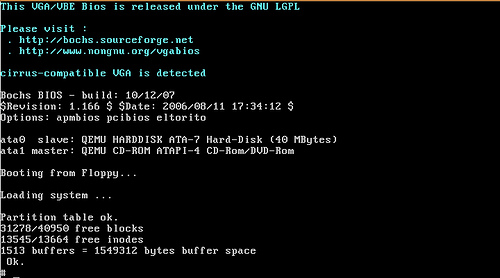 This VGA/VBE Bios is released under the GNU LGPL
Please visit :
. http://bochs.sourceforge.net
. http://www.nongnu.org/vgabios
cirrus-compatible VGA is detected
Bochs BIOS - build: 10/12/07
$Revision: 1.166 $ $Date: 2006/08/11 17:34:12 $
Options: apmbios pcibios eltorito
ata0  slave: QEMU HARDDISK ATA-7 Hard-Disk (40 MBytes)
ata1 master: QEMU CD-ROM ATAPI-4 CD-Rom/DVD-Rom
Booting from Floppy...
Loading system ...
Partition table ok.
31278/40950 free blocks
13545/13664 free inodes
1513 buffers = 1549312 bytes buffer space
Ok.
# _